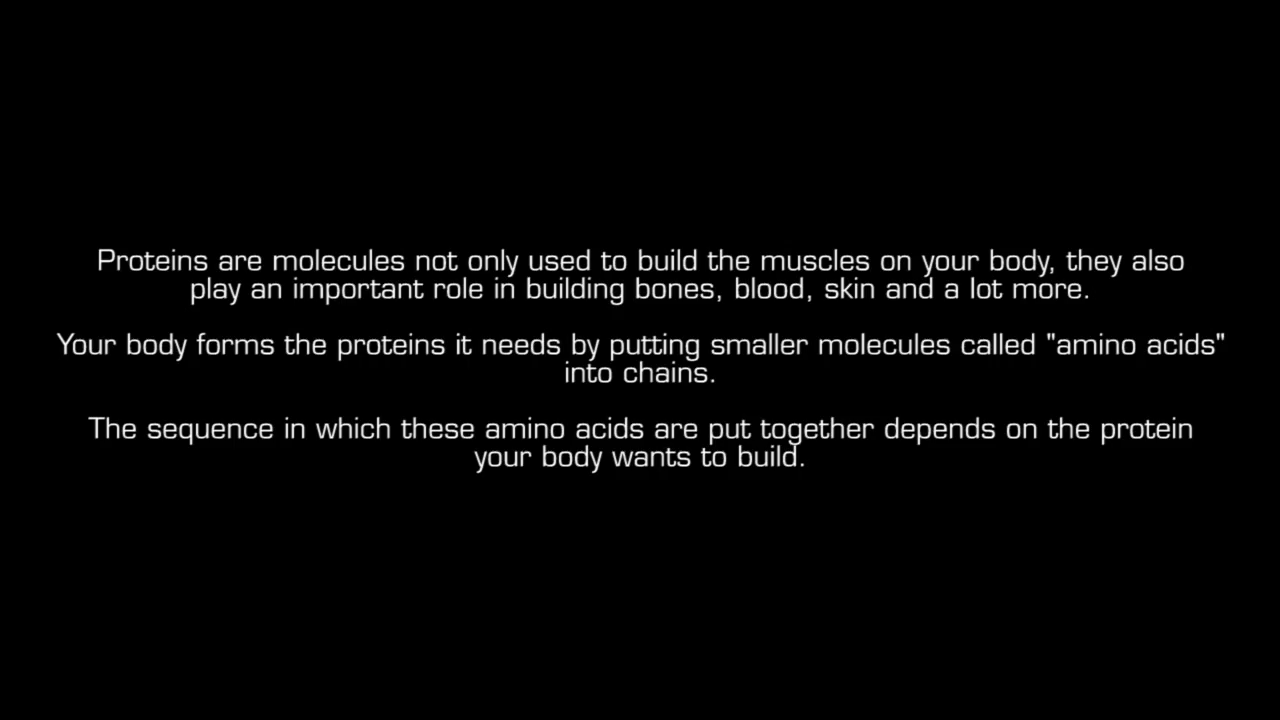 Proteins are molecules not only used to build the muscles on your body, they also
play an important role in building bones, blood, skin and a lot more.
Your body forms the proteins it needs by putting smaller molecules called "amino acids"
into chains.
The sequence in which these amino acids are put together depends on the protein
your body wants to build.